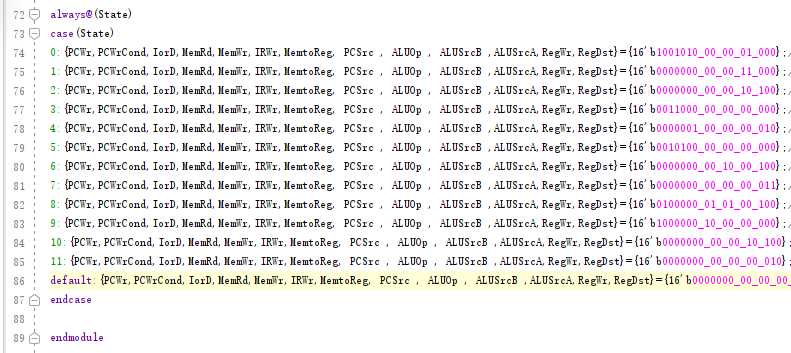 72 always@(State)
73 case(State)
74 0:{PCWr,PCWrCond,IorD,MemRd,MemWr,IRWr,MemtoReg, PCSrc , ALUOp , ALUSrcB ,ALUSrcA,RegWr,RegDst}={16'b1001010_00_00_01_000};/
75 1:{PCWr,PCWrCond,IorD,MemRd,MemWr,IRWr,MemtoReg, PCSrc , ALUOp , ALUSrcB ,ALUSrcA,RegWr,RegDst}={16'b0000000_00_00_11_000};/
76 2:{PCWr,PCWrCond,IorD,MemRd,MemWr,IRWr,MemtoReg, PCSrc , ALUOp , ALUSrcB ,ALUSrcA,RegWr,RegDst}={16'b0000000_00_00_10_100};/
77 3:{PCWr,PCWrCond,IorD,MemRd,MemWr,IRWr,MemtoReg, PCSrc , ALUOp , ALUSrcB ,ALUSrcA,RegWr,RegDst}={16'b0011000_00_00_00_000};/
78 4:{PCWr,PCWrCond,IorD,MemRd,MemWr,IRWr,MemtoReg, PCSrc , ALUOp , ALUSrcB ,ALUSrcA,RegWr,RegDst}={16'b0000001_00_00_00_010};/
79 5:{PCWr,PCWrCond,IorD,MemRd,MemWr,IRWr,MemtoReg, PCSrc , ALUOp , ALUSrcB ,ALUSrcA,RegWr,RegDst}={16'b0010100_00_00_00_000};/
80 6:{PCWr,PCWrCond,IorD,MemRd,MemWr,IRWr,MemtoReg, PCSrc , ALUOp , ALUSrcB ,ALUSrcA,RegWr,RegDst}={16'b0000000_00_10_00_100};/
81 7:{PCWr,PCWrCond,IorD,MemRd,MemWr,IRWr,MemtoReg, PCSrc , ALUOp , ALUSrcB ,ALUSrcA,RegWr,RegDst}={16'b0000000_00_00_00_011};/
82 8:{PCWr,PCWrCond,IorD,MemRd,MemWr,IRWr,MemtoReg, PCSrc , ALUOp , ALUSrcB ,ALUSrcA,RegWr,RegDst}={16'b0100000_01_01_00_100};/
83 9:{PCWr,PCWrCond,IorD,MemRd,MemWr,IRWr,MemtoReg, PCSrc , ALUOp , ALUSrcB ,ALUSrcA,RegWr,RegDst}={16'b1000000_10_00_00_000};/
84 10:{PCWr,PCWrCond,IorD,MemRd,MemWr,IRWr,MemtoReg, PCSrc , ALUOp , ALUSrcB ,ALUSrcA,RegWr,RegDst}={16'b0000000_00_00_10_100};
85 11:{PCWr,PCWrCond,IorD,MemRd,MemWr,IRWr,MemtoReg, PCSrc , ALUOp , ALUSrcB ,ALUSrcA,RegWr,RegDst}={16'b0000000_00_00_00_010};
86 default:{PCWr,PCWrCond,IorD,MemRd,MemWr,IRWr,MemtoReg, PCSrc , ALUOp , ALUSrcB ,ALUSrcA,RegWr,RegDst}={16'b0000000_00_00_00_
87 endcase
88
89 endmodule